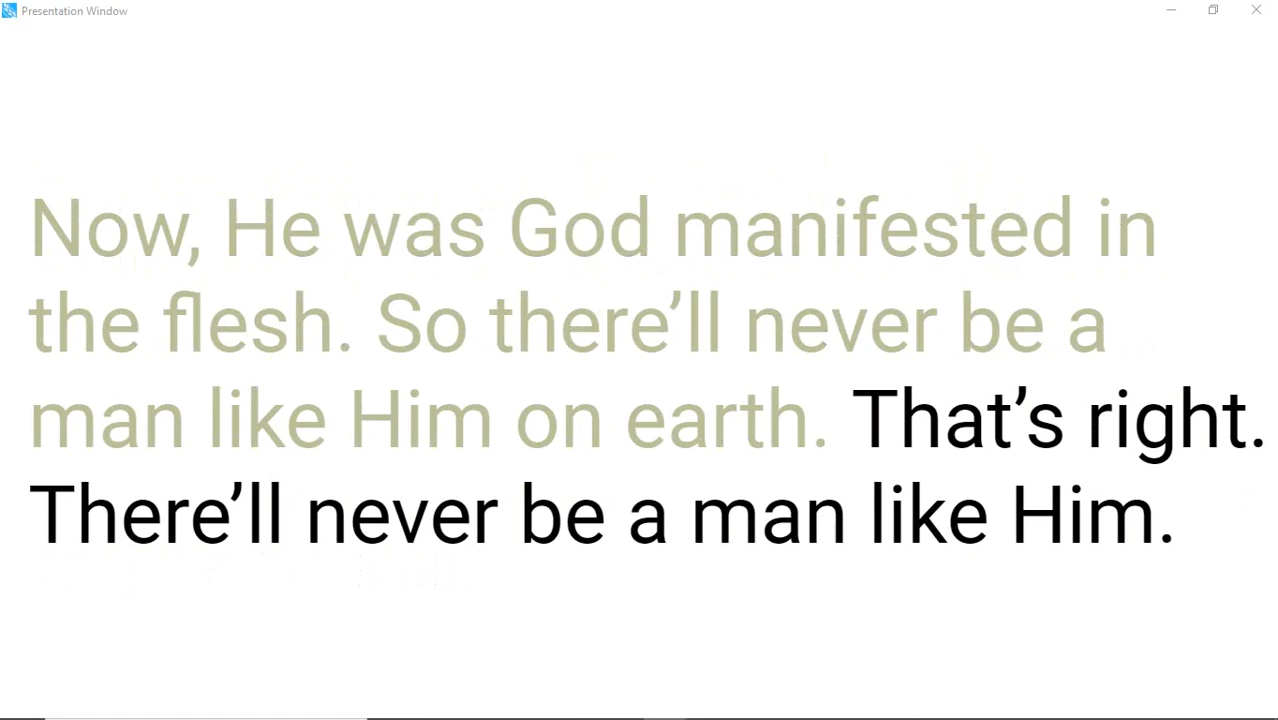 Presentation Window
Now, He was God manifested in
the flesh. So there’ll never be a
man like Him on earth. That’s right.
There’ll never be a man like Him.